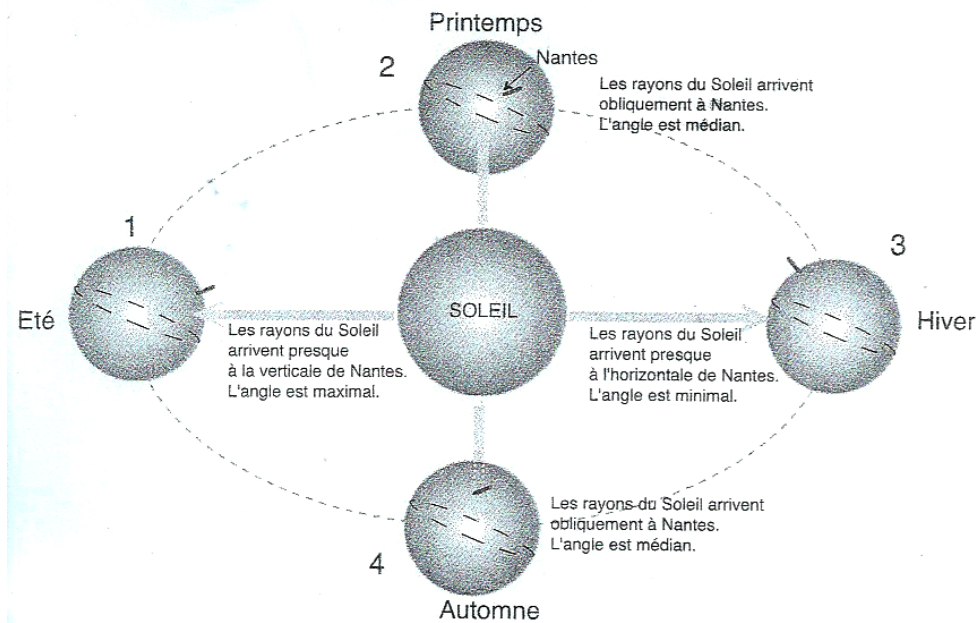 Printemps
2
Nantes
Les rayons du Soleil arrivent
obliquement à Nantes.
L'angle est médian.
1
3
Eté
SOLEIL
Hiver
Les rayons du Soleil
arrivent presque
à la verticale de Nantes.
L'angle est maximal.
Les rayons du Soleil
arrivent presque
à l'horizontale de Nantes.
L'angle est minimal.
Les rayons du Soleil arrivent
obliquement à Nantes.
L'angle est médian.
4
Automne